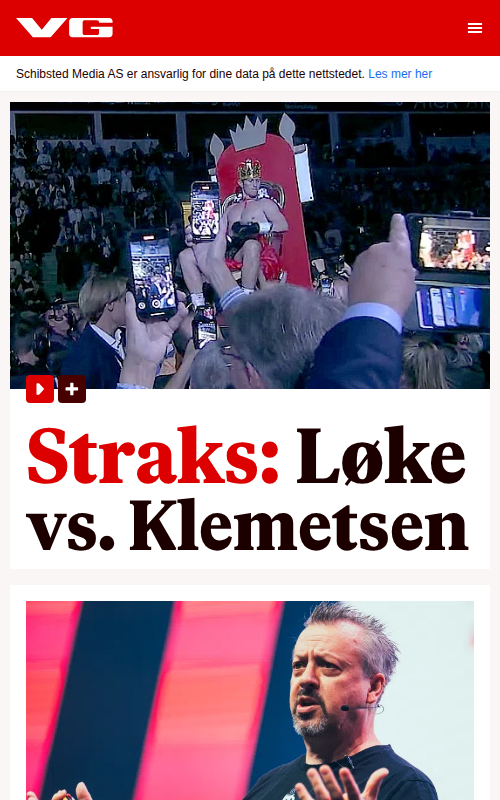 VG
Schibsted Media AS er ansvarlig for dine data på dette nettstedet. Les mer her
Straks: Løke
vs. Klemetsen